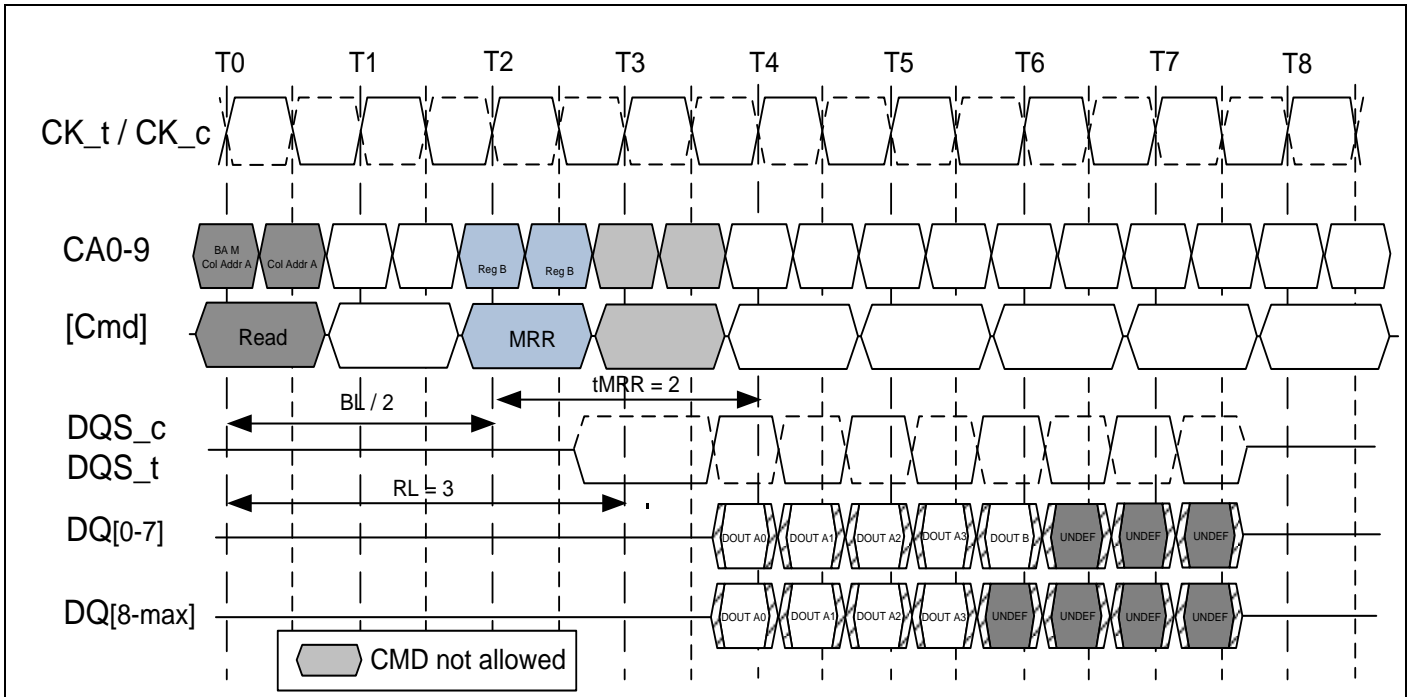 T0 T1 T2 T3 T4 T5 T6 T7 T8
CK_t / CK_c
CA0-9
BA M
Col Addr A
Col Addr A
Reg B
Reg B
[Cmd]
Read
MRR
BL / 2
tMRR = 2
DQS_c
DQS_t
RL = 3
DQ[0-7]
DOUT A0 DOUT A1 DOUT A2 DOUT A3 DOUT B UNDEF UNDEF UNDEF
DQ[8-max]
DOUT A0 DOUT A1 DOUT A2 DOUT A3 UNDEF UNDEF UNDEF UNDEF
CMD not allowed